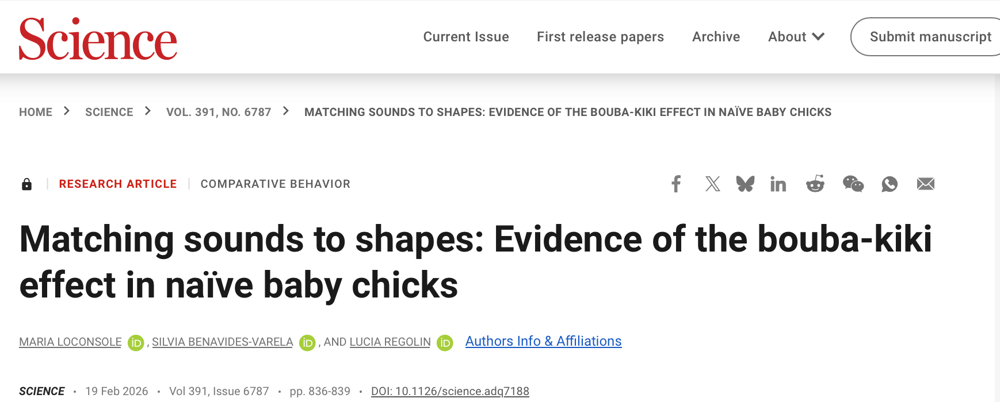 Science
Current Issue First release papers Archive About Submit manuscript
HOME SCIENCE VOL. 391, NO. 6787 MATCHING SOUNDS TO SHAPES: EVIDENCE OF THE BOUBA-KIKI EFFECT IN NAÏVE BABY CHICKS
RESEARCH ARTICLE COMPARATIVE BEHAVIOR
Matching sounds to shapes: Evidence of the bouba-kiki
effect in naïve baby chicks
MARIA LOCONSOLE iD , SILVIA BENAVIDES-VARELA iD , AND LUCIA REGOLIN iD Authors Info & Affiliations
SCIENCE • 19 Feb 2026 • Vol 391, Issue 6787 • pp. 836-839 • DOI: 10.1126/science.adq7188